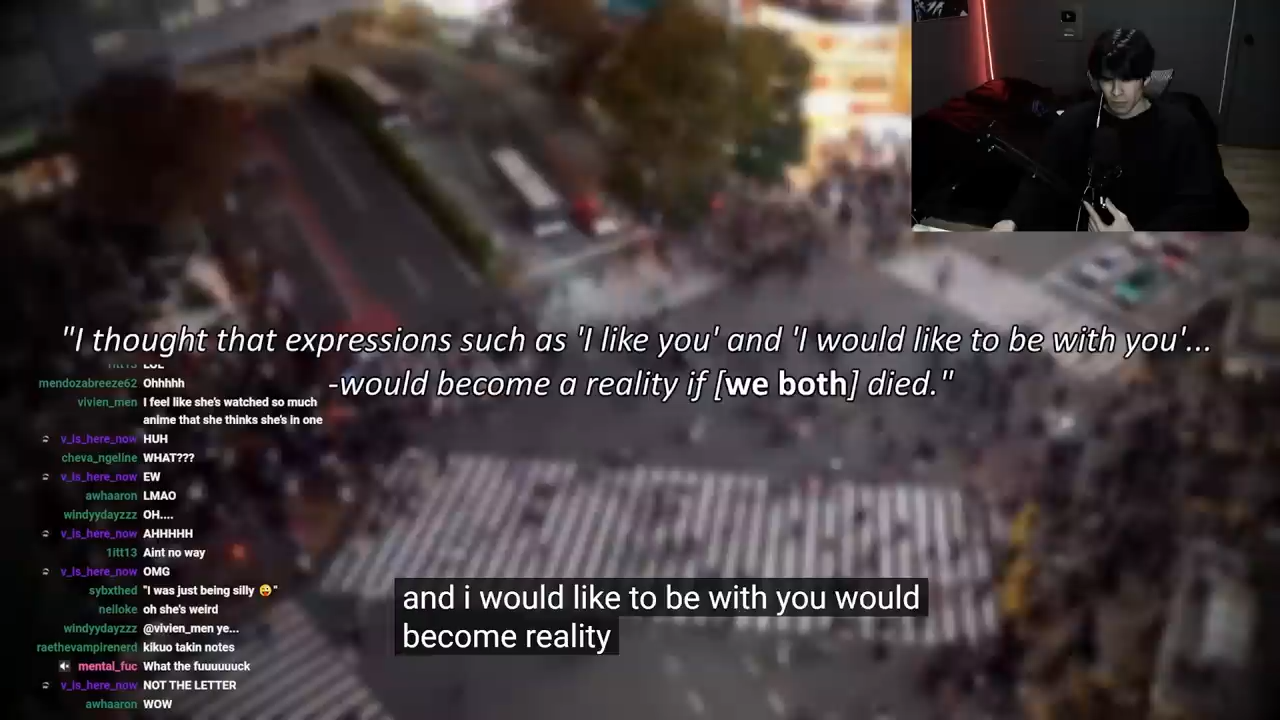 "I thought that expressions such as 'I like you' and 'I would like to be with you'...
-would become a reality if [we both] died."
1itt13 LOL
mendozabreeze62 Ohhhhh
vivien_men I feel like she's watched so much
anime that she thinks she's in one
v_is_here_now HUH
cheva_ngeline WHAT???
v_is_here_now EW
awhaaron LMAO
windyydayzzz OH....
v_is_here_now AHHHHH
1itt13 Aint no way
v_is_here_now OMG
sybxthed "I was just being silly 😜"
neiloke oh she's weird
windyydayzzz @vivien_men ye...
raethevampirenerd kikuo takin notes
mental_fuc What the fuuuuuuck
v_is_here_now NOT THE LETTER
awhaaron WOW
and i would like to be with you would
become reality